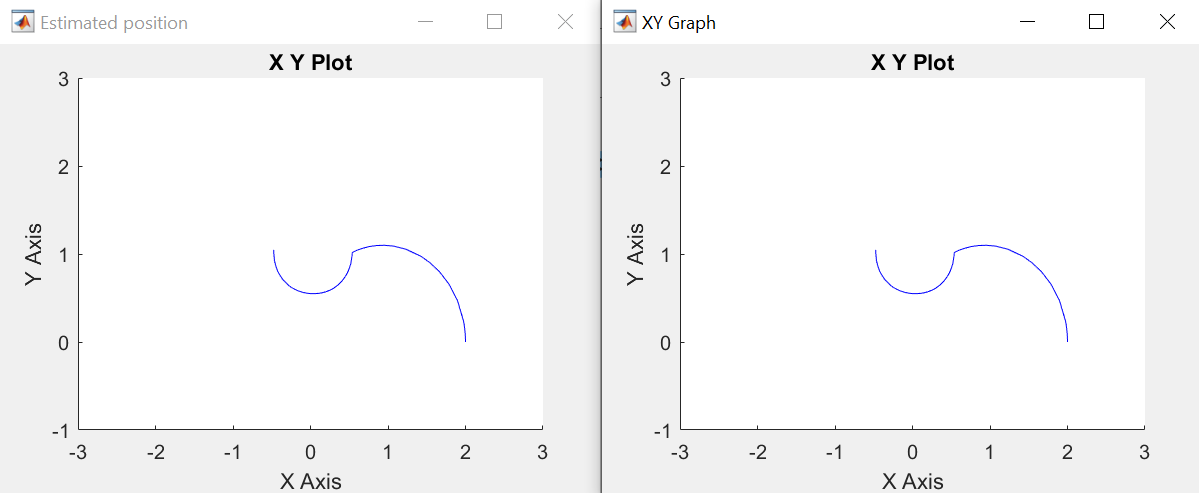 Estimated position
X Y Plot
3
2
1
0
-1
Y Axis
-3 -2 -1 0 1 2 3
X Axis
XY Graph
X Y Plot
3
2
1
0
-1
Y Axis
-3 -2 -1 0 1 2 3
X Axis